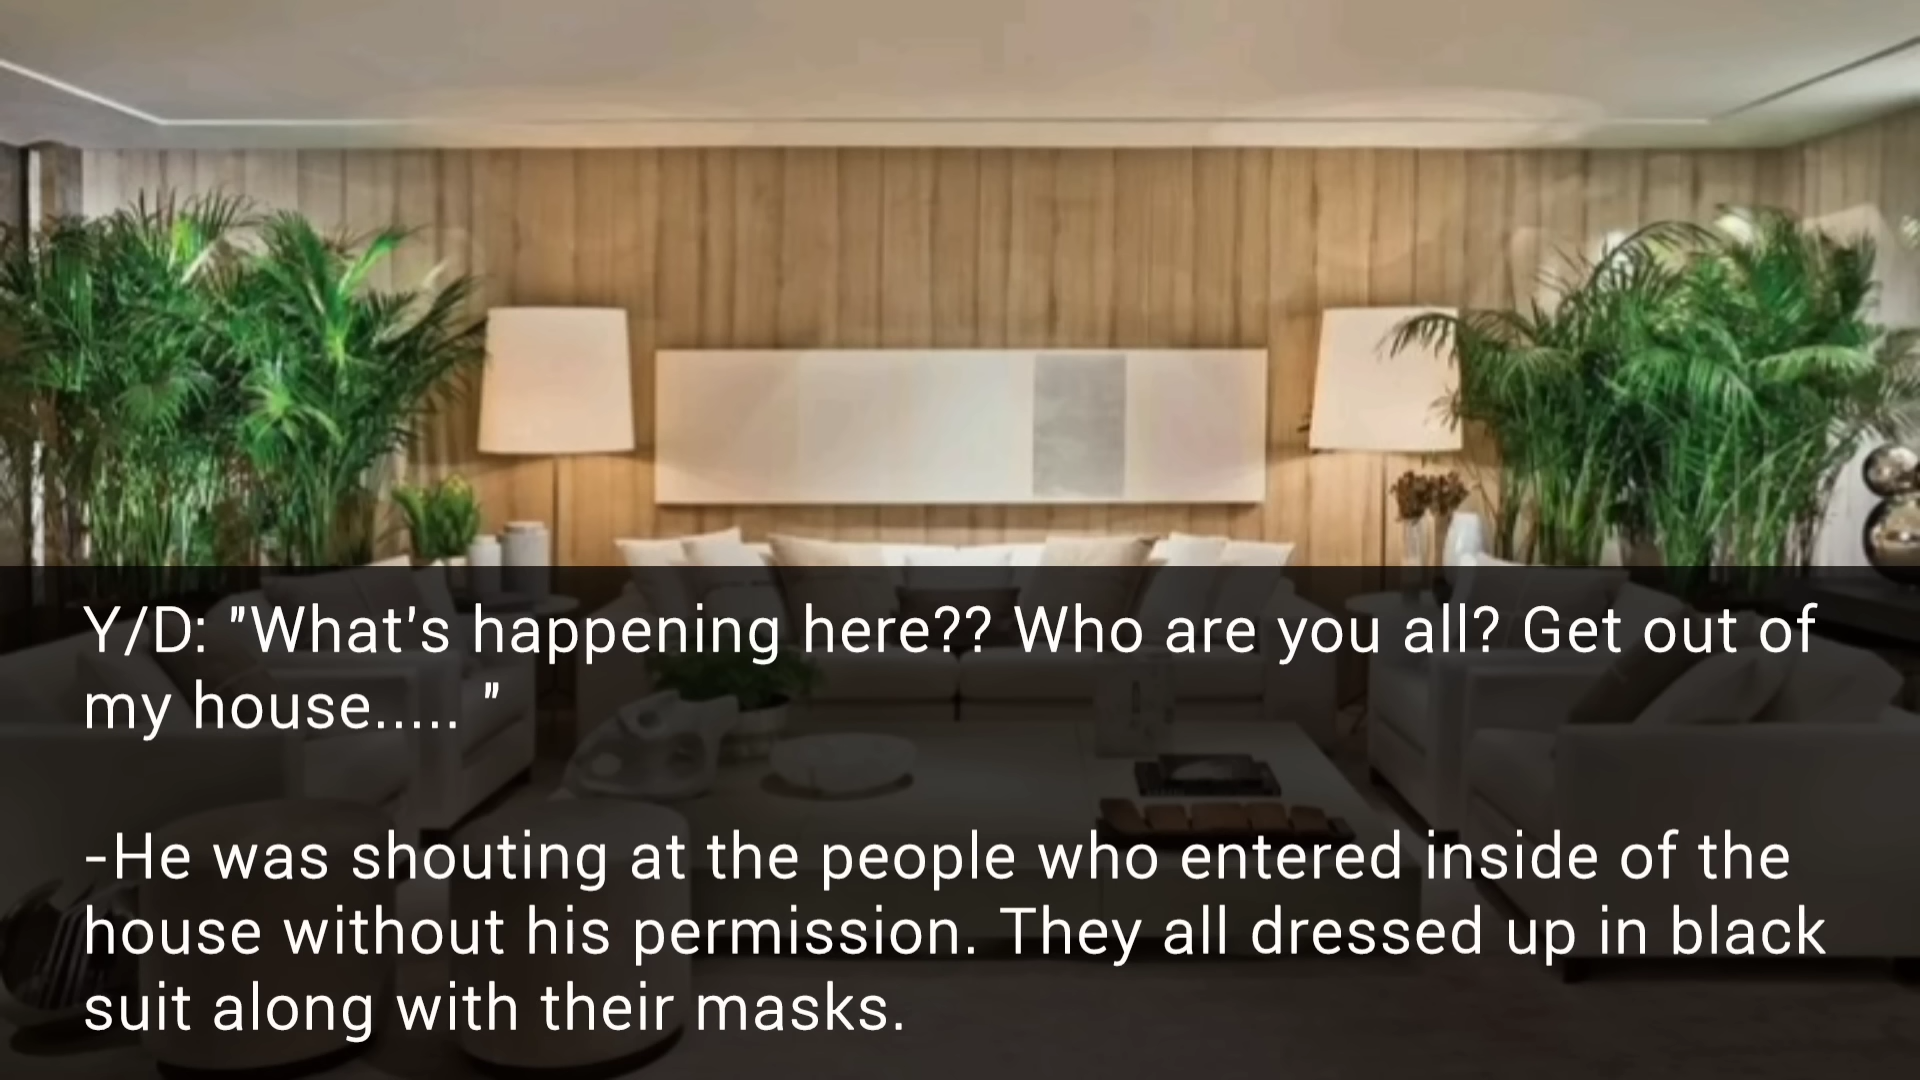 Y/D: "What's happening here?? Who are you all? Get out of
my house..... "
-He was shouting at the people who entered inside of the
house without his permission. They all dressed up in black
suit along with their masks.